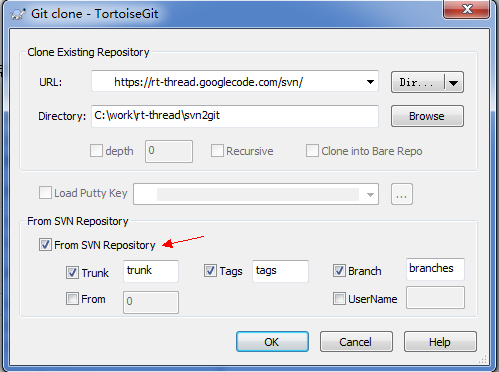 Git clone - TortoiseGit
Clone Existing Repository
URL: https://rt-thread.googlecode.com/svn/ Dir...
Directory: C:\work\rt-thread\svn2git Browse
depth 0 Recursive Clone into Bare Repo
Load Putty Key ...
From SVN Repository
From SVN Repository
Trunk trunk Tags tags Branch branches
From 0 UserName
OK Cancel Help